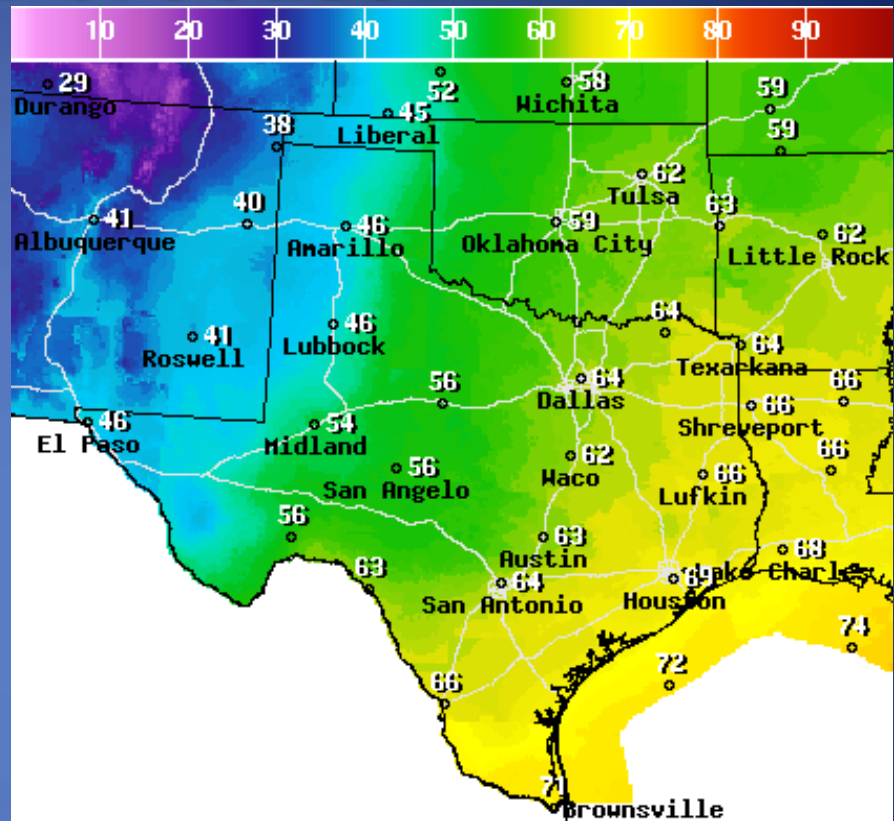 10 20 30 40 50 60 70 80 90
29
Durango
52
58
Wichita
59
45
Liberal
38
59
62
Tulsa
41
Albuquerque
40
46
Amarillo
59
Oklahoma City
63
62
Little Rock
41
Roswell
46
Lubbock
64
64
Texarkana
56
64
Dallas
66
66
Shreveport
46
El Paso
54
Midland
56
San Angelo
62
Waco
66
Lufkin
66
56
63
Austin
68
Lake Charles
63
64
San Antonio
69
Houston
74
72
66
71
Brownsville